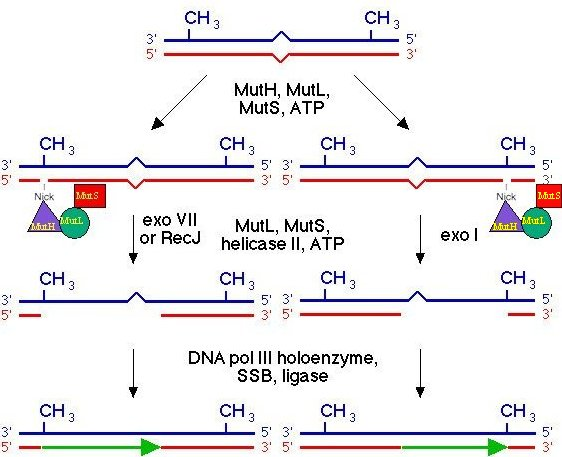 CH3 CH3
3' 5'
5' 3'
MutH, MutL,
MutS, ATP
CH3 CH3 CH3 CH3
3' 5' 3' 5'
5' 3' 5' 3'
Nick MutS Nick MutS
MutH MutL MutH MutL
exo VII
or RecJ
MutL, MutS,
helicase II, ATP
exo I
CH3 CH3 CH3 CH3
3' 5' 3' 5'
5' 3' 5' 3'
DNA pol III holoenzyme,
SSB, ligase
CH3 CH3 CH3 CH3
3' 5' 3' 5'
5' 3' 5' 3'